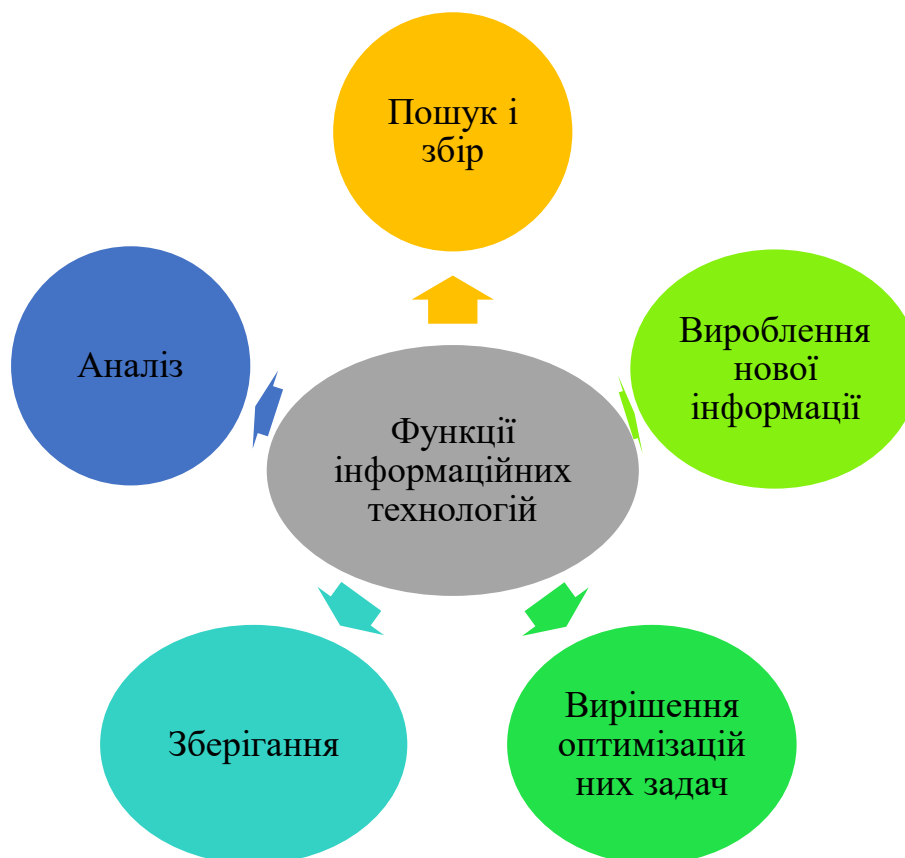 Пошук і
збір
Аналіз
Вироблення
нової
інформації
Функції
інформаційних
технологій
Зберігання
Вирішення
оптимізацій
них задач